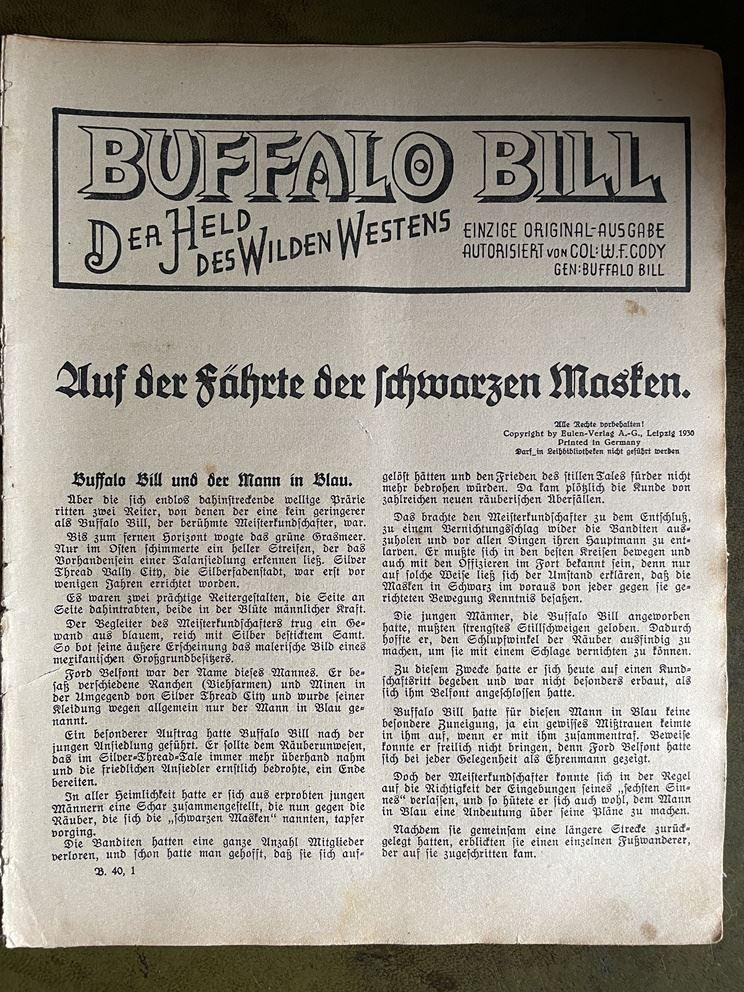 BUFFALO BILL
DER HELD
DES WILDEN WESTENS
EINZIGE ORIGINAL-AUSGABE
AUTORISIERT VON COL: W. F. CODY
GEN: BUFFALO BILL
Auf der Fährte der schwarzen Masken.
Alle Rechte vorbehalten!
Copyright by Eulen-Verlag A.-G., Leipzig 1930
Printed in Germany
Darf in Leihbibliotheken nicht geführt werden
Buffalo Bill und der Mann in Blau.
Über die sich endlos dahinstreckende wellige Prärie
ritten zwei Reiter, von denen der eine kein geringerer
als Buffalo Bill, der berühmte Meisterkundschafter, war.
Bis zum fernen Horizont wogte das grüne Grasmeer.
Nur im Osten schimmerte ein heller Streifen, der das
Vorhandensein einer Talansiedlung erkennen ließ. Silver
Thread Vally City, die Silberfadenstadt, war erst vor
wenigen Jahren errichtet worden.
Es waren zwei prächtige Reitergestalten, die Seite an
Seite dahintrabten, beide in der Blüte männlicher Kraft.
Der Begleiter des Meisterkundschafters trug ein Ge-
wand aus blauem, reich mit Silber besticktem Samt.
So bot seine äußere Erscheinung das malerische Bild eines
mexikanischen Großgrundbesitzers.
Ford Belfont war der Name dieses Mannes. Er be-
saß verschiedene Ranchen (Viehfarmen) und Minen in
der Umgegend von Silver Thread City und wurde seiner
Kleidung wegen allgemein nur der Mann in Blau ge-
nannt.
Ein besonderer Auftrag hatte Buffalo Bill nach der
jungen Ansiedlung geführt. Er sollte dem Räuberunwesen,
das im Silver-Thread-Tale immer mehr überhand nahm
und die friedlichen Ansiedler ernstlich bedrohte, ein Ende
bereiten.
In aller Heimlichkeit hatte er sich aus erprobten jungen
Männern eine Schar zusammengestellt, die nun gegen die
Räuber, die sich die „schwarzen Masken" nannten, tapfer
vorging.
Die Banditen hatten eine ganze Anzahl Mitglieder
verloren, und schon hatte man gehofft, daß sie sich auf-
B. 40, 1
gelöst hätten und den Frieden des stillen Tales fürder nicht
mehr bedrohen würden. Da kam plötzlich die Kunde von
zahlreichen neuen räuberischen Überfällen.
Das brachte den Meisterkundschafter zu dem Entschluß,
zu einem Vernichtungsschlag wider die Banditen aus-
zuholen und vor allen Dingen ihren Hauptmann zu ent-
larven. Er mußte sich in den besten Kreisen bewegen und
auch mit den Offizieren im Fort bekannt sein, denn nur
auf solche Weise ließ sich der Umstand erklären, daß die
Masken in Schwarz im voraus von jeder gegen sie ge-
richteten Bewegung Kenntnis besaßen.
Die jungen Männer, die Buffalo Bill angeworben
hatte, mußten strengstes Stillschweigen geloben. Dadurch
hoffte er, den Schlupfwinkel der Räuber ausfindig zu
machen, um sie mit einem Schlage vernichten zu können.
Zu diesem Zwecke hatte er sich heute auf einen Kund-
schaftsritt begeben und war nicht besonders erbaut, als
sich ihm Belfont angeschlossen hatte.
Buffalo Bill hatte für diesen Mann in Blau keine
besondere Zuneigung, ja ein gewisses Mißtrauen keimte
in ihm auf, wenn er mit ihm zusammentraf. Beweise
konnte er freilich nicht bringen, denn Ford Belfont hatte
sich bei jeder Gelegenheit als Ehrenmann gezeigt.
Doch der Meisterkundschafter konnte sich in der Regel
auf die Richtigkeit der Eingebungen seines „sechsten Sin-
nes" verlassen, und so hütete er sich auch wohl, dem Mann
in Blau eine Andeutung über seine Pläne zu machen.
Nachdem sie gemeinsam eine längere Strecke zurück-
gelegt hatten, erblickten sie einen einzelnen Fußwanderer,
der auf sie zugeschritten kam.